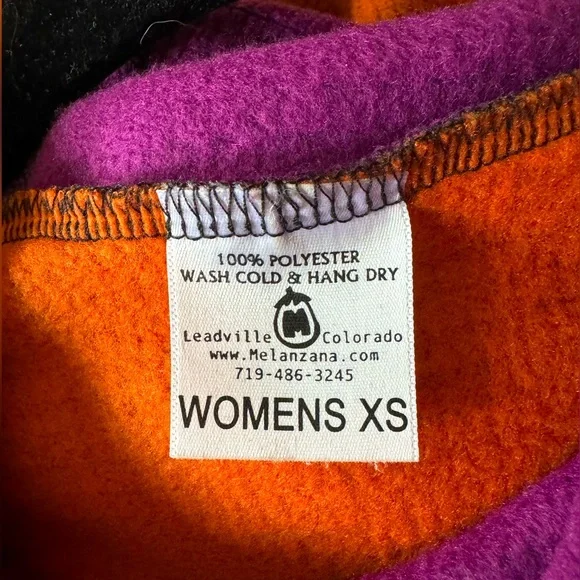 100% POLYESTER
WASH COLD & HANG DRY
M
Leadville Colorado
www.Melanzana.com
719-486-3245
WOMENS XS